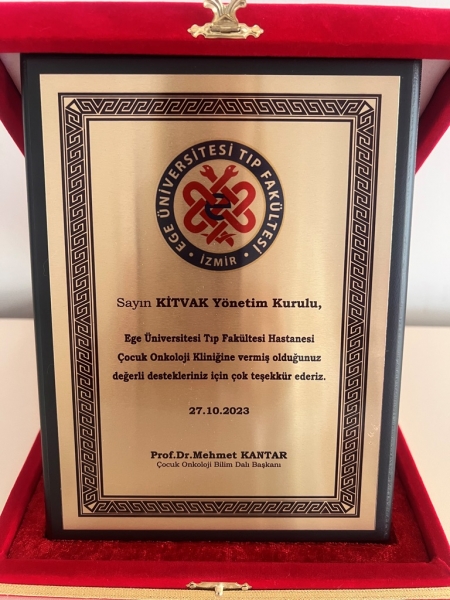 EGE ÜNİVERSİTESİ TIP FAKÜLTESİ
• İZMİR •
e
Sayın KİTVAK Yönetim Kurulu,
Ege Üniversitesi Tıp Fakültesi Hastanesi
Çocuk Onkoloji Kliniğine vermiş olduğunuz
değerli destekleriniz için çok teşekkür ederiz.
27.10.2023
Prof.Dr.Mehmet KANTAR
Çocuk Onkoloji Bilim Dalı Başkanı